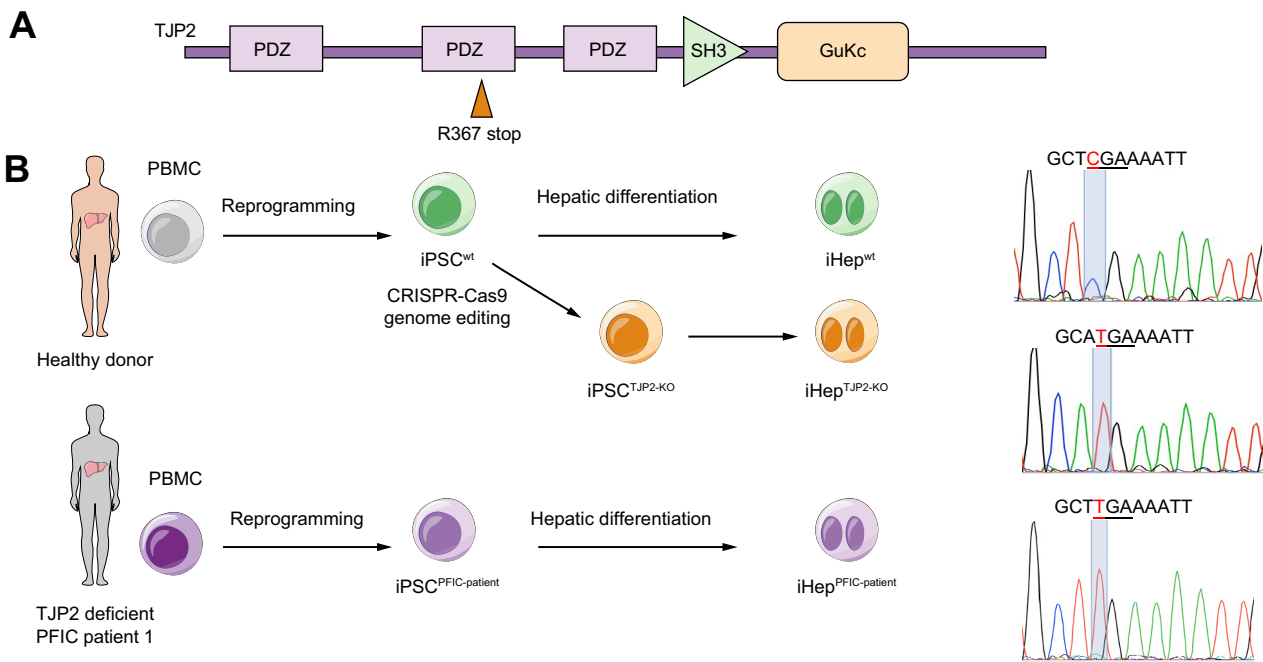 A
TJP2
PDZ
PDZ
PDZ
SH3
GuKc
R367 stop
B
PBMC
Reprogramming
Hepatic differentiation
iPSCwt
iHepwt
CRISPR-Cas9
genome editing
Healthy donor
iPSCTJP2-KO
iHepTJP2-KO
PBMC
Reprogramming
Hepatic differentiation
iPSCPFIC-patient
iHepPFIC-patient
TJP2 deficient
PFIC patient 1
GCTCGAAAATT
GCATGAAAATT
GCTTGAAAATT